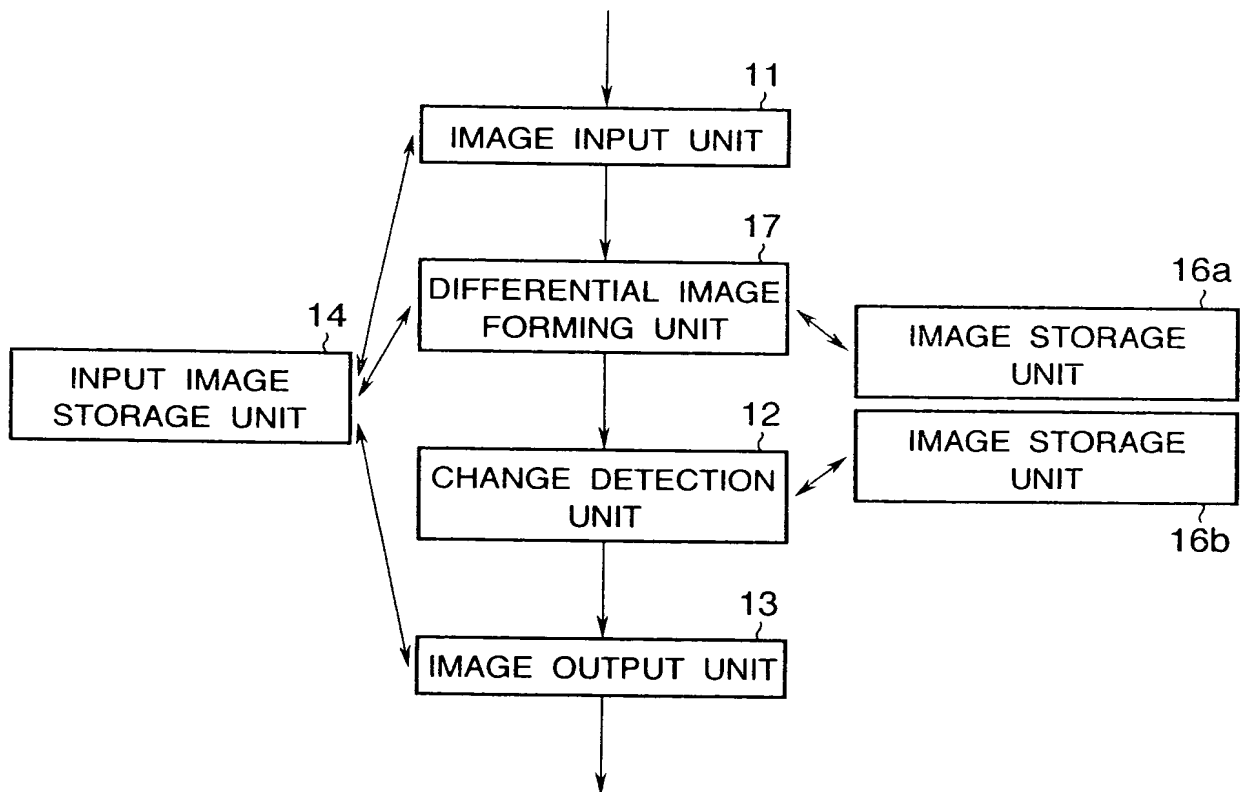 11
IMAGE INPUT UNIT
17
DIFFERENTIAL IMAGE
FORMING UNIT
16a
IMAGE STORAGE
UNIT
14
INPUT IMAGE
STORAGE UNIT
12
CHANGE DETECTION
UNIT
IMAGE STORAGE
UNIT
16b
13
IMAGE OUTPUT UNIT